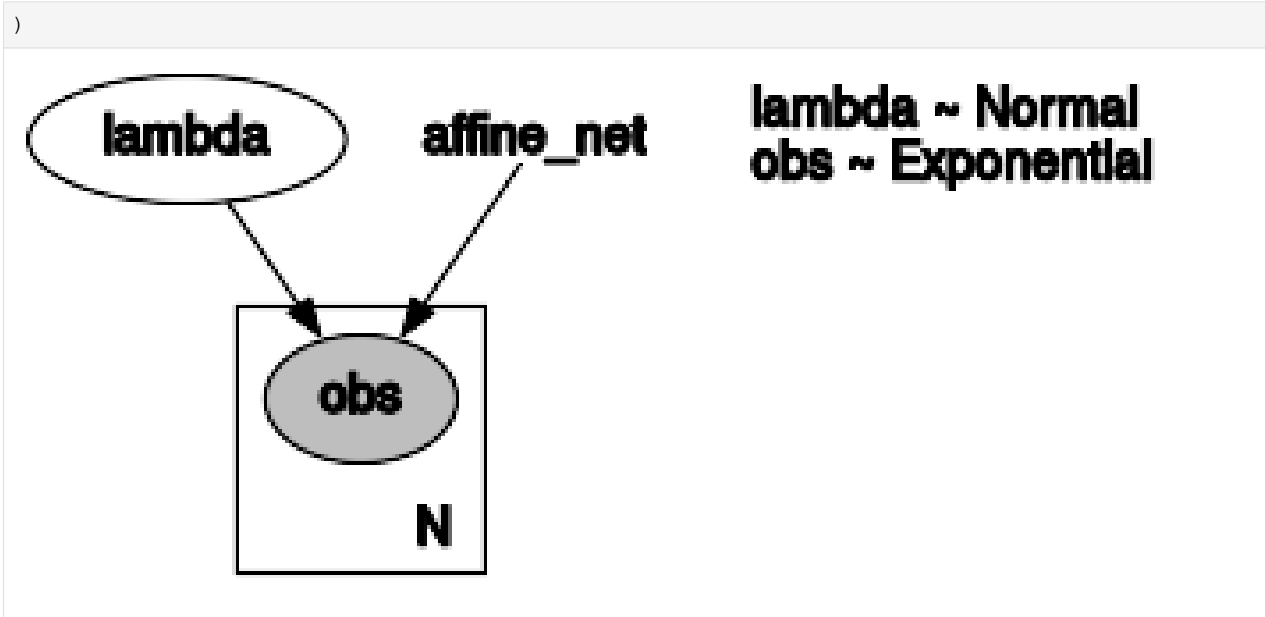 )
lambda
affine_net
lambda ~ Normal
obs ~ Exponential
obs
N